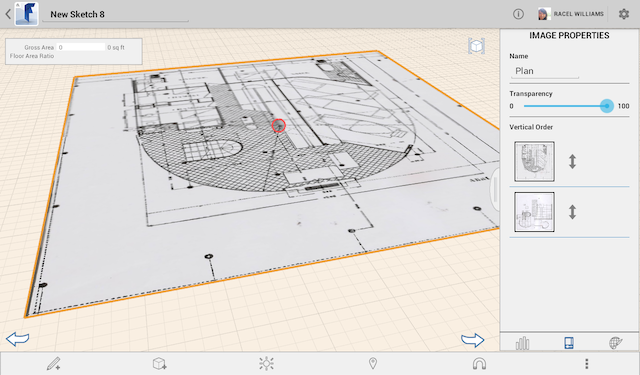 New Sketch 8
RACEL WILLIAMS
Gross Area 0 0 sq ft
Floor Area Ratio
IMAGE PROPERTIES
Name
Plan
Transparency
0 100
Vertical Order